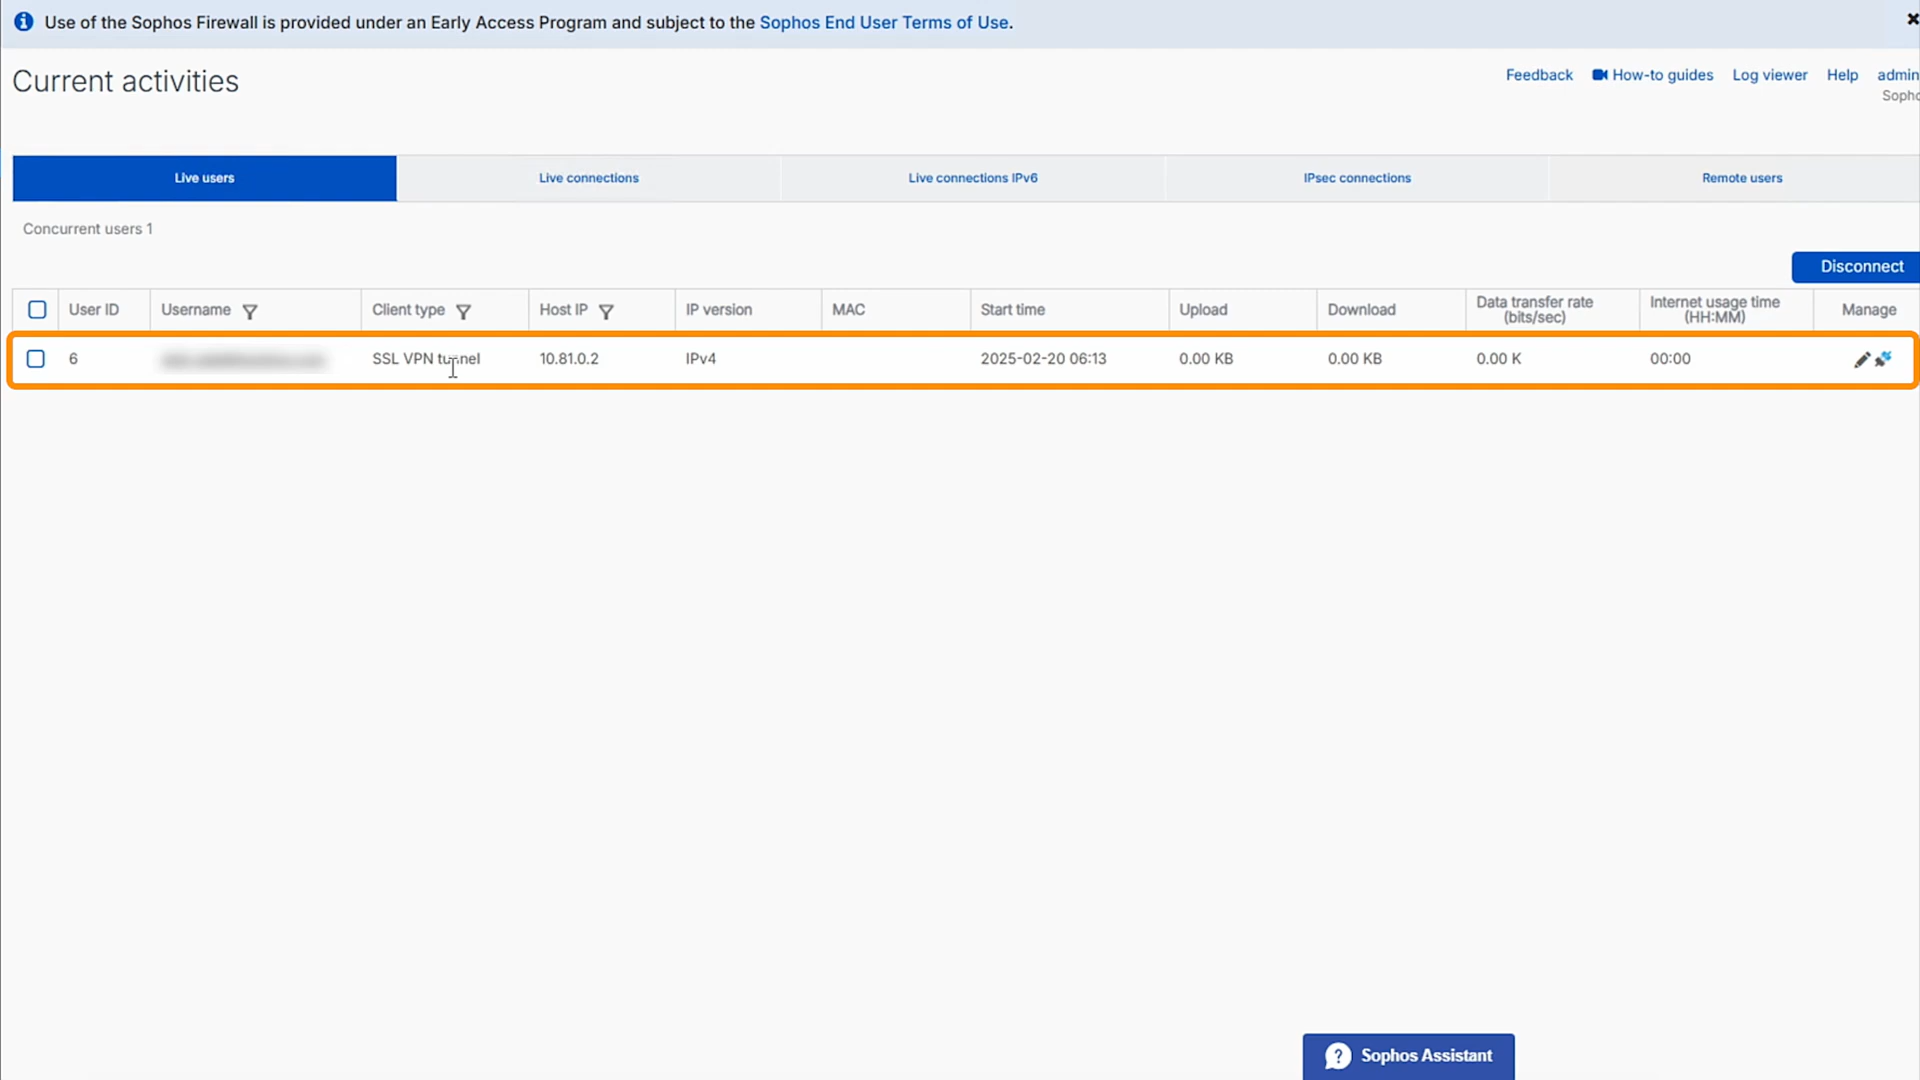 Use of the Sophos Firewall is provided under an Early Access Program and subject to the Sophos End User Terms of Use.
Current activities
Feedback How-to guides Log viewer Help admin
Sopho
Live users Live connections Live connections IPv6 IPsec connections Remote users
Concurrent users 1
Disconnect
User ID Username Client type Host IP IP version MAC Start time Upload Download Data transfer rate (bits/sec) Internet usage time (HH:MM) Manage
6 SSL VPN tunnel 10.81.0.2 IPv4 2025-02-20 06:13 0.00 KB 0.00 KB 0.00 K 00:00
Sophos Assistant